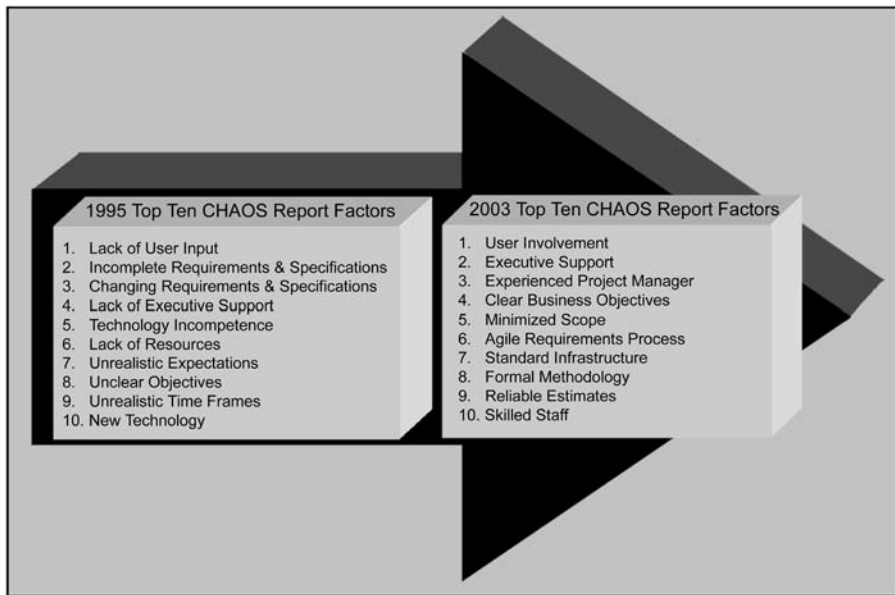 1995 Top Ten CHAOS Report Factors
1. Lack of User Input
2. Incomplete Requirements & Specifications
3. Changing Requirements & Specifications
4. Lack of Executive Support
5. Technology Incompetence
6. Lack of Resources
7. Unrealistic Expectations
8. Unclear Objectives
9. Unrealistic Time Frames
10. New Technology
2003 Top Ten CHAOS Report Factors
1. User Involvement
2. Executive Support
3. Experienced Project Manager
4. Clear Business Objectives
5. Minimized Scope
6. Agile Requirements Process
7. Standard Infrastructure
8. Formal Methodology
9. Reliable Estimates
10. Skilled Staff